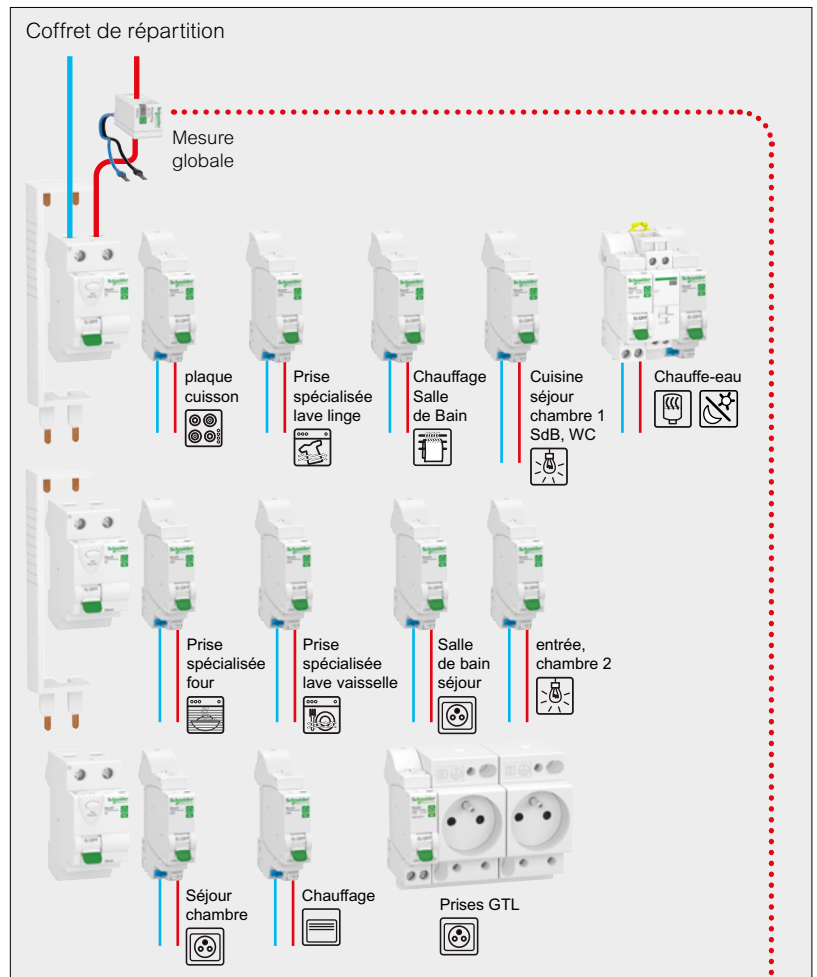 Coffret de répartition
Mesure
globale
plaque
cuisson
Prise
spécialisée
lave linge
Chauffage
Salle
de Bain
Cuisine
séjour
chambre 1
SdB, WC
Chauffe-eau
Prise
spécialisée
four
Prise
spécialisée
lave vaisselle
Salle
de bain
séjour
entrée,
chambre 2
Séjour
chambre
Chauffage
Prises GTL